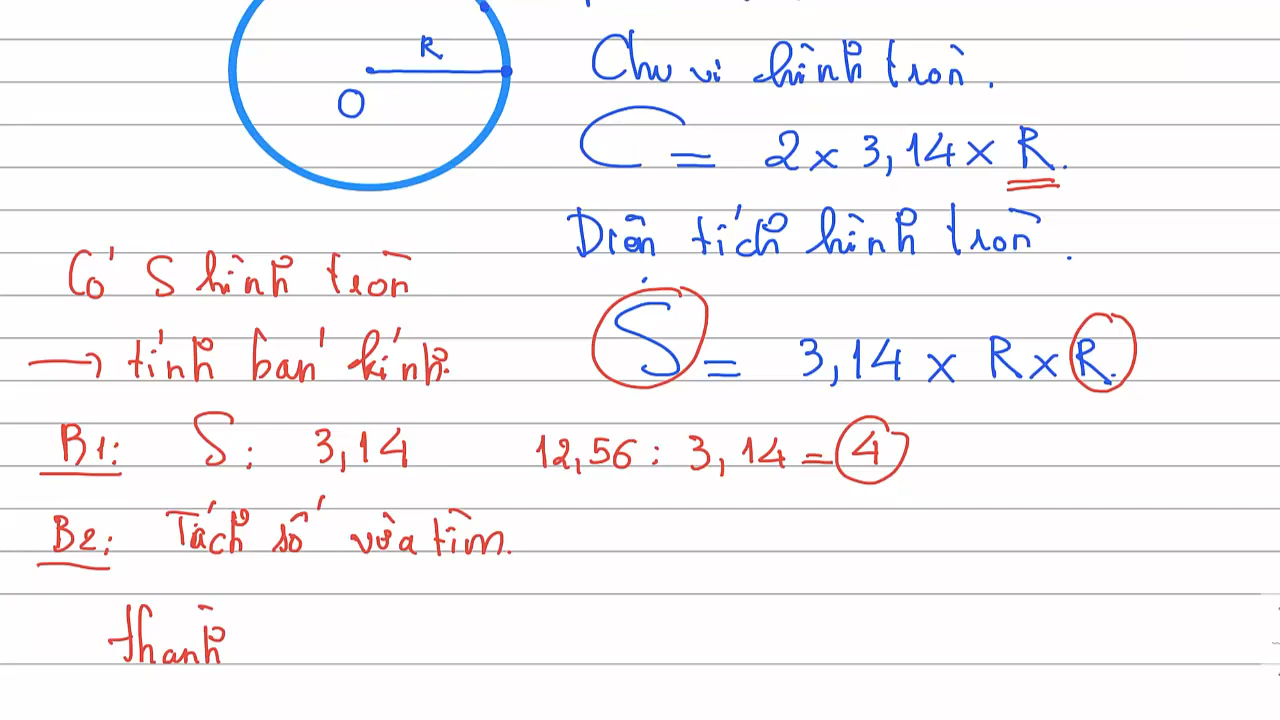 R
O
Chu vi hình tròn.
C = 2 x 3,14 x R.
Diện tích hình tròn.
S = 3,14 x R x R.
Có S hình tròn
→ tính bán kính.
B1: S : 3,14 12,56 : 3,14 = 4
B2: Tách số vừa tìm.
thành